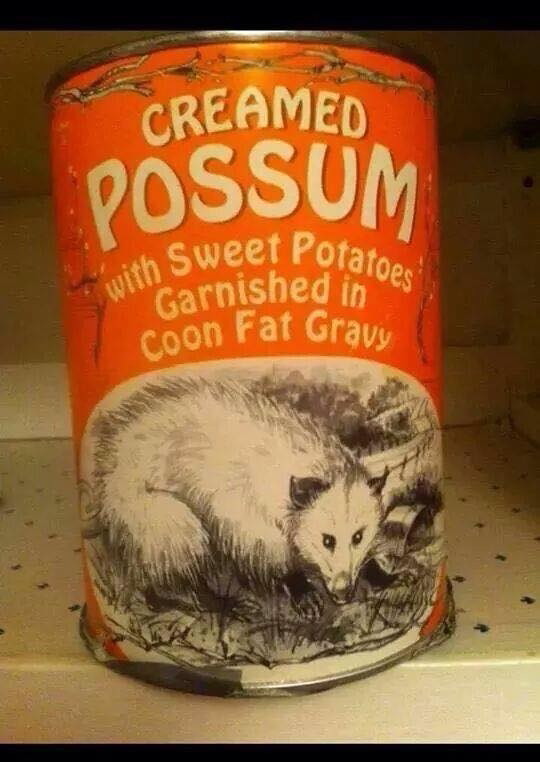 CREAMED
POSSUM
with Sweet Potatoes
Garnished in
Coon Fat Gravy